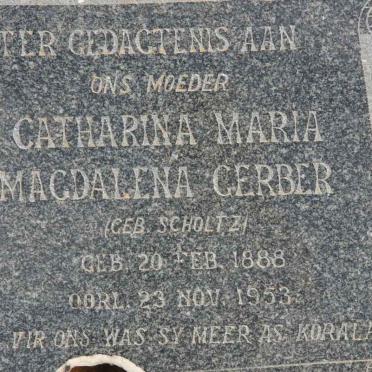 TER GEDAGTENIS AAN
ONS MOEDER
CATHARINA MARIA
MAGDALENA GERBER
(GEB. SCHOLTZ)
GEB. 20 FEB. 1888
OORL. 23 NOV. 1953
VIR ONS WAS SY MEER AS KORALE